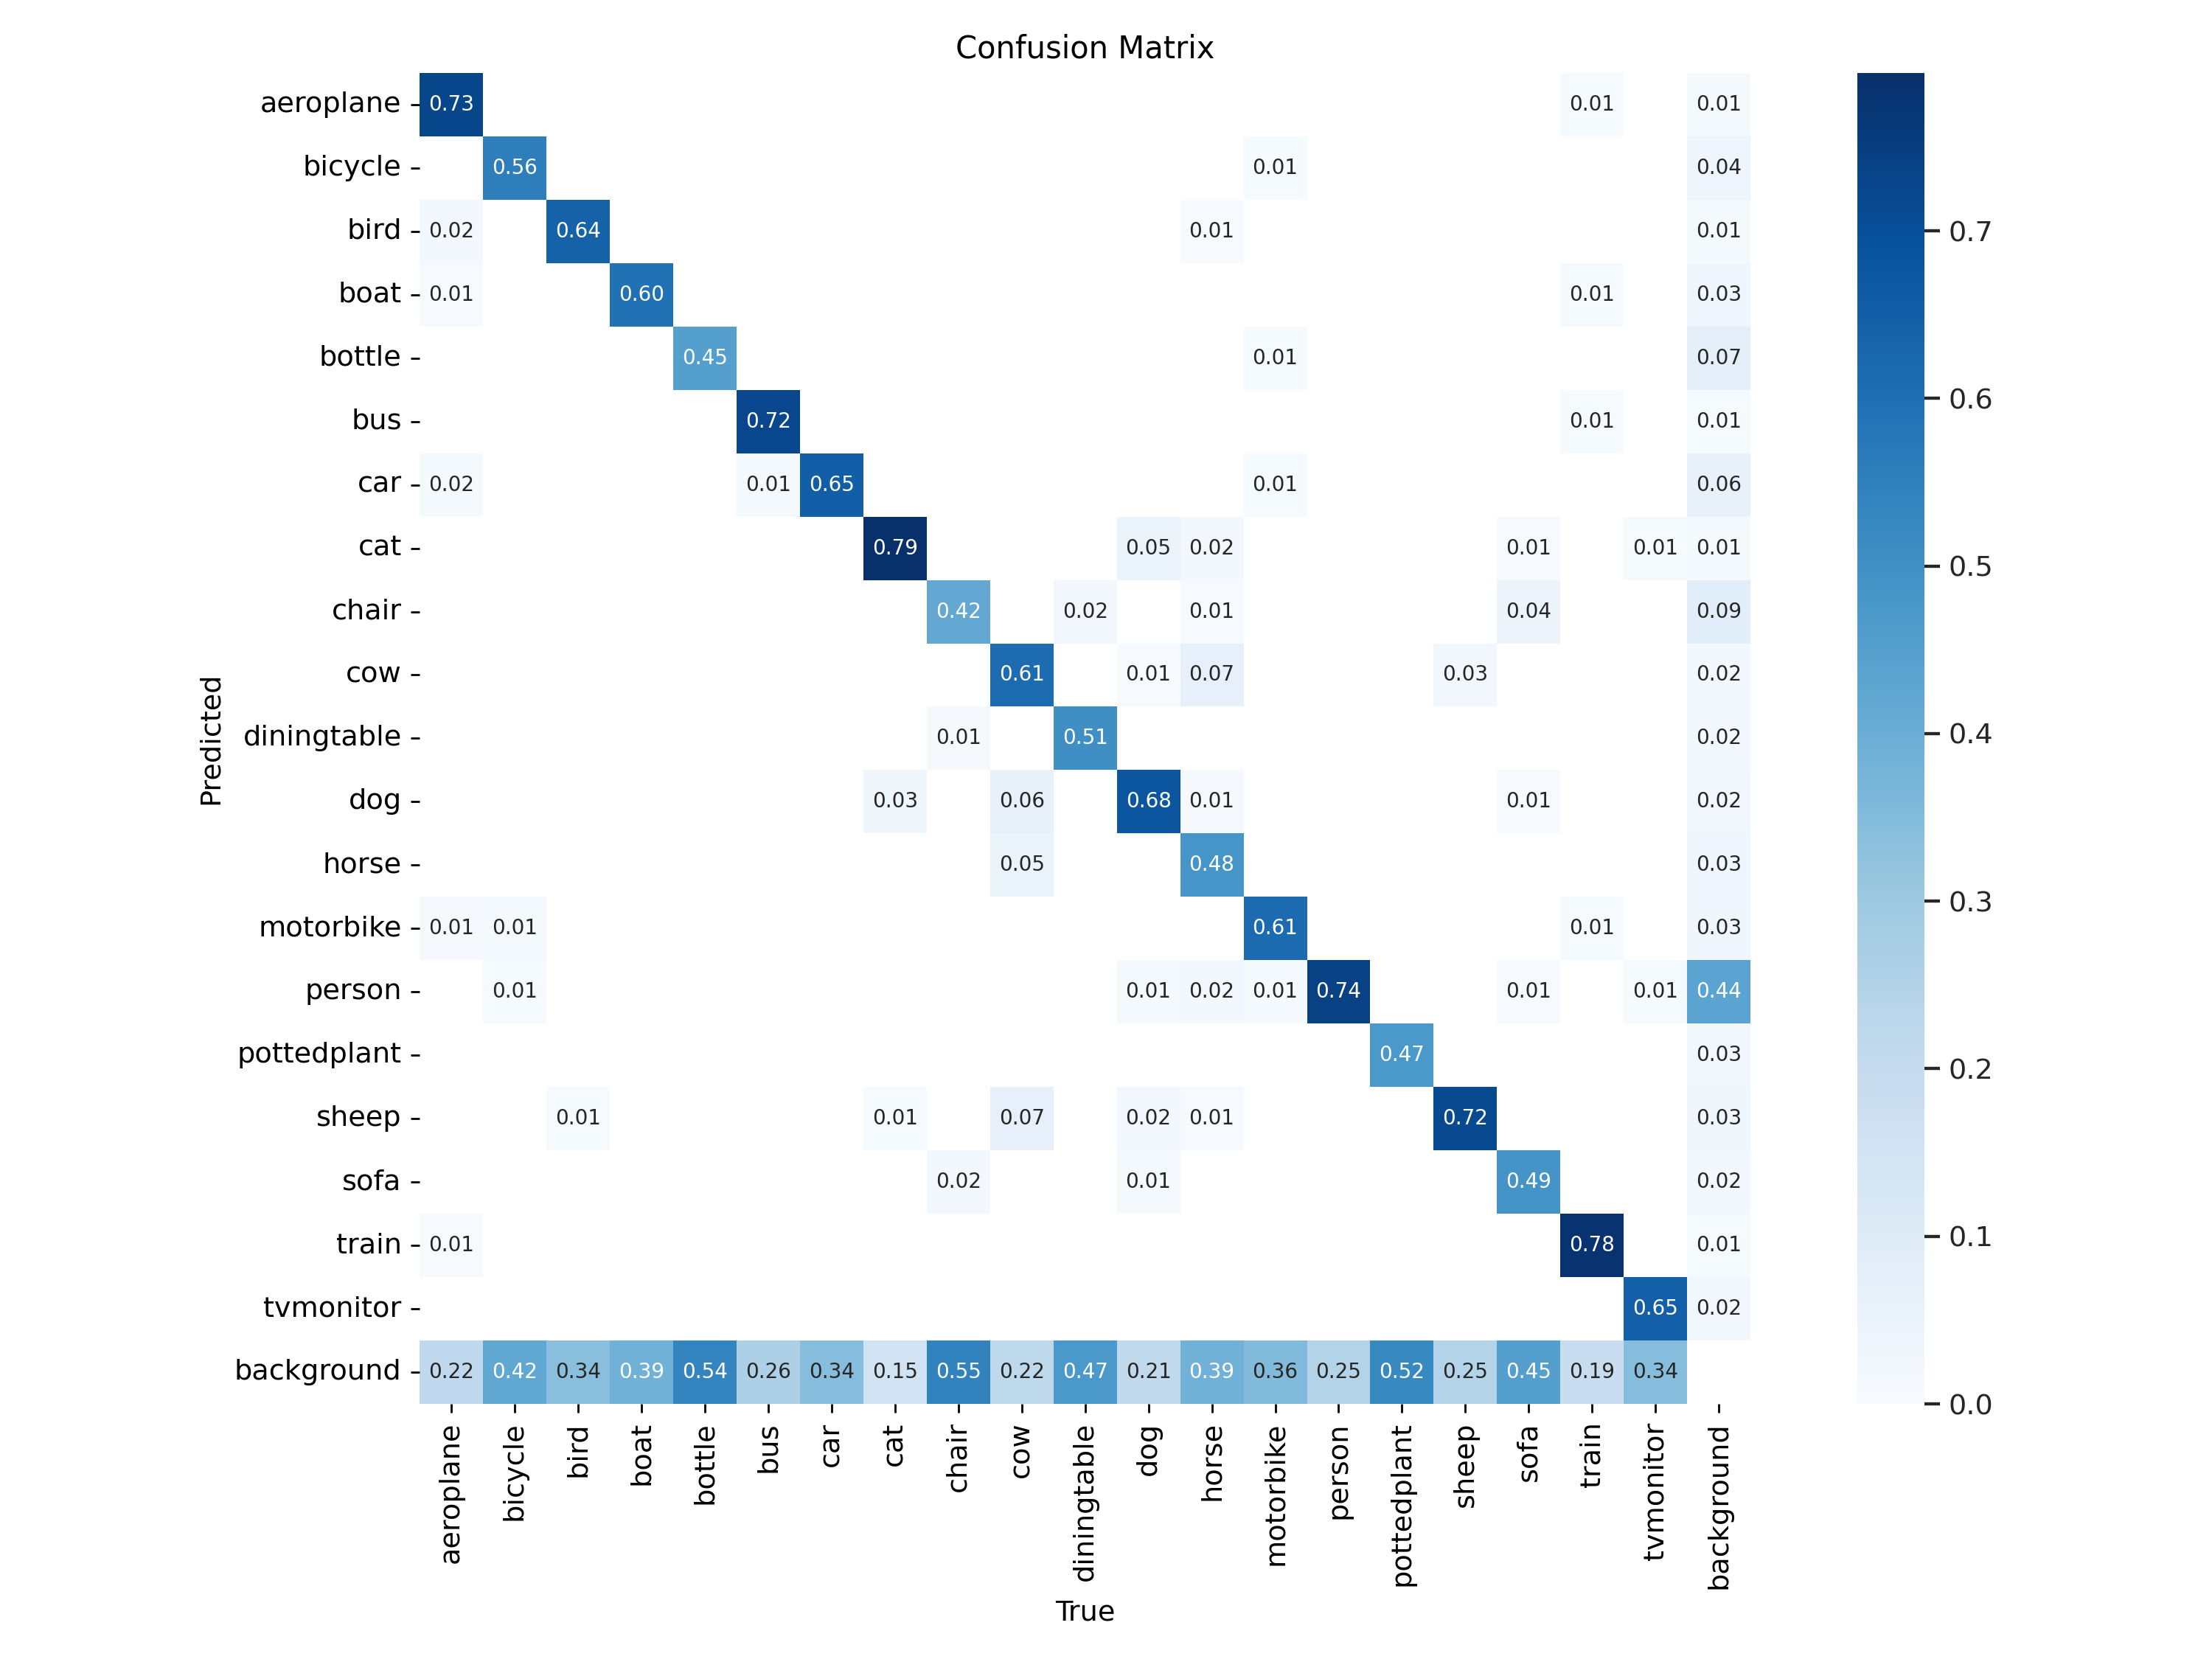 Confusion Matrix
aeroplane 0.73 0.01 0.01
bicycle 0.56 0.01 0.04
bird 0.02 0.64 0.01 0.01
boat 0.01 0.60 0.01 0.03
bottle 0.45 0.01 0.07
bus 0.72 0.01 0.01
car 0.02 0.01 0.65 0.01 0.06
cat 0.79 0.05 0.02 0.01 0.01 0.01
chair 0.42 0.02 0.01 0.04 0.09
cow 0.61 0.01 0.07 0.03 0.02
diningtable 0.01 0.51 0.02
dog 0.03 0.06 0.68 0.01 0.01 0.02
horse 0.05 0.48 0.03
motorbike 0.01 0.01 0.61 0.01 0.03
person 0.01 0.01 0.02 0.01 0.74 0.01 0.01 0.44
pottedplant 0.47 0.03
sheep 0.01 0.01 0.07 0.02 0.01 0.72 0.03
sofa 0.02 0.01 0.49 0.02
train 0.01 0.78 0.01
tvmonitor 0.65 0.02
background 0.22 0.42 0.34 0.39 0.54 0.26 0.34 0.15 0.55 0.22 0.47 0.21 0.39 0.36 0.25 0.52 0.25 0.45 0.19 0.34
Predicted
aeroplane bicycle bird boat bottle bus car cat chair cow diningtable dog horse motorbike person pottedplant sheep sofa train tvmonitor background
True
0.7
0.6
0.5
0.4
0.3
0.2
0.1
0.0